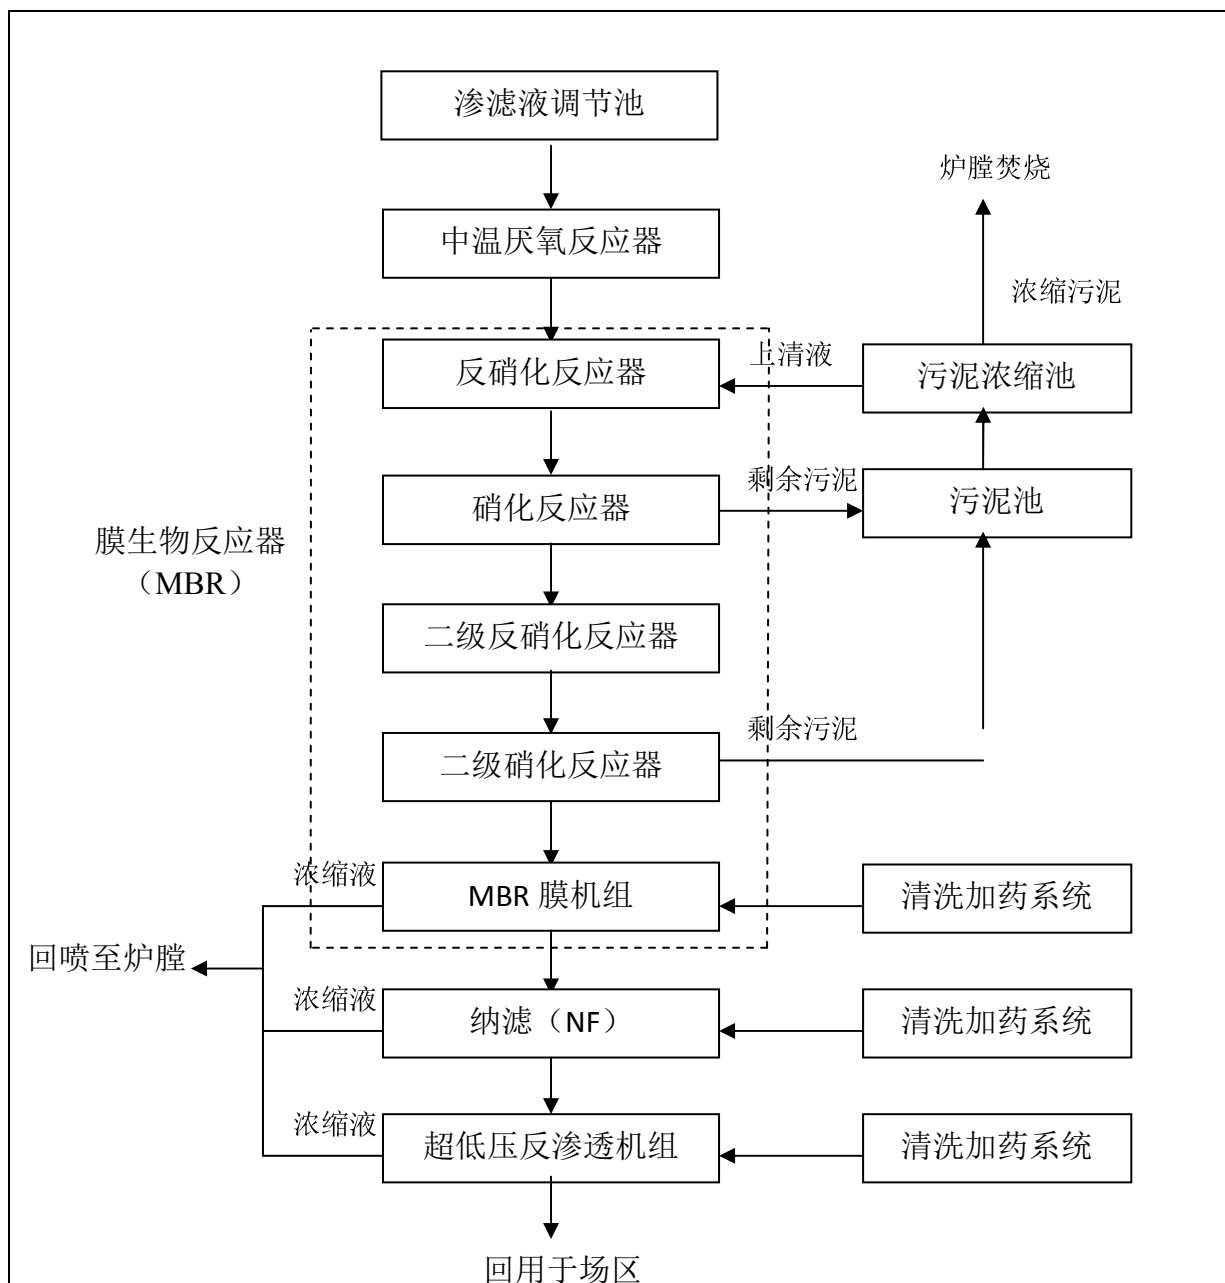 渗滤液调节池
炉膛焚烧
中温厌氧反应器
浓缩污泥
上清液
反硝化反应器
污泥浓缩池
剩余污泥
硝化反应器
污泥池
膜生物反应器
（MBR）
二级反硝化反应器
剩余污泥
二级硝化反应器
浓缩液
MBR 膜机组
清洗加药系统
回喷至炉膛
浓缩液
纳滤（NF）
清洗加药系统
浓缩液
超低压反渗透机组
清洗加药系统
回用于场区